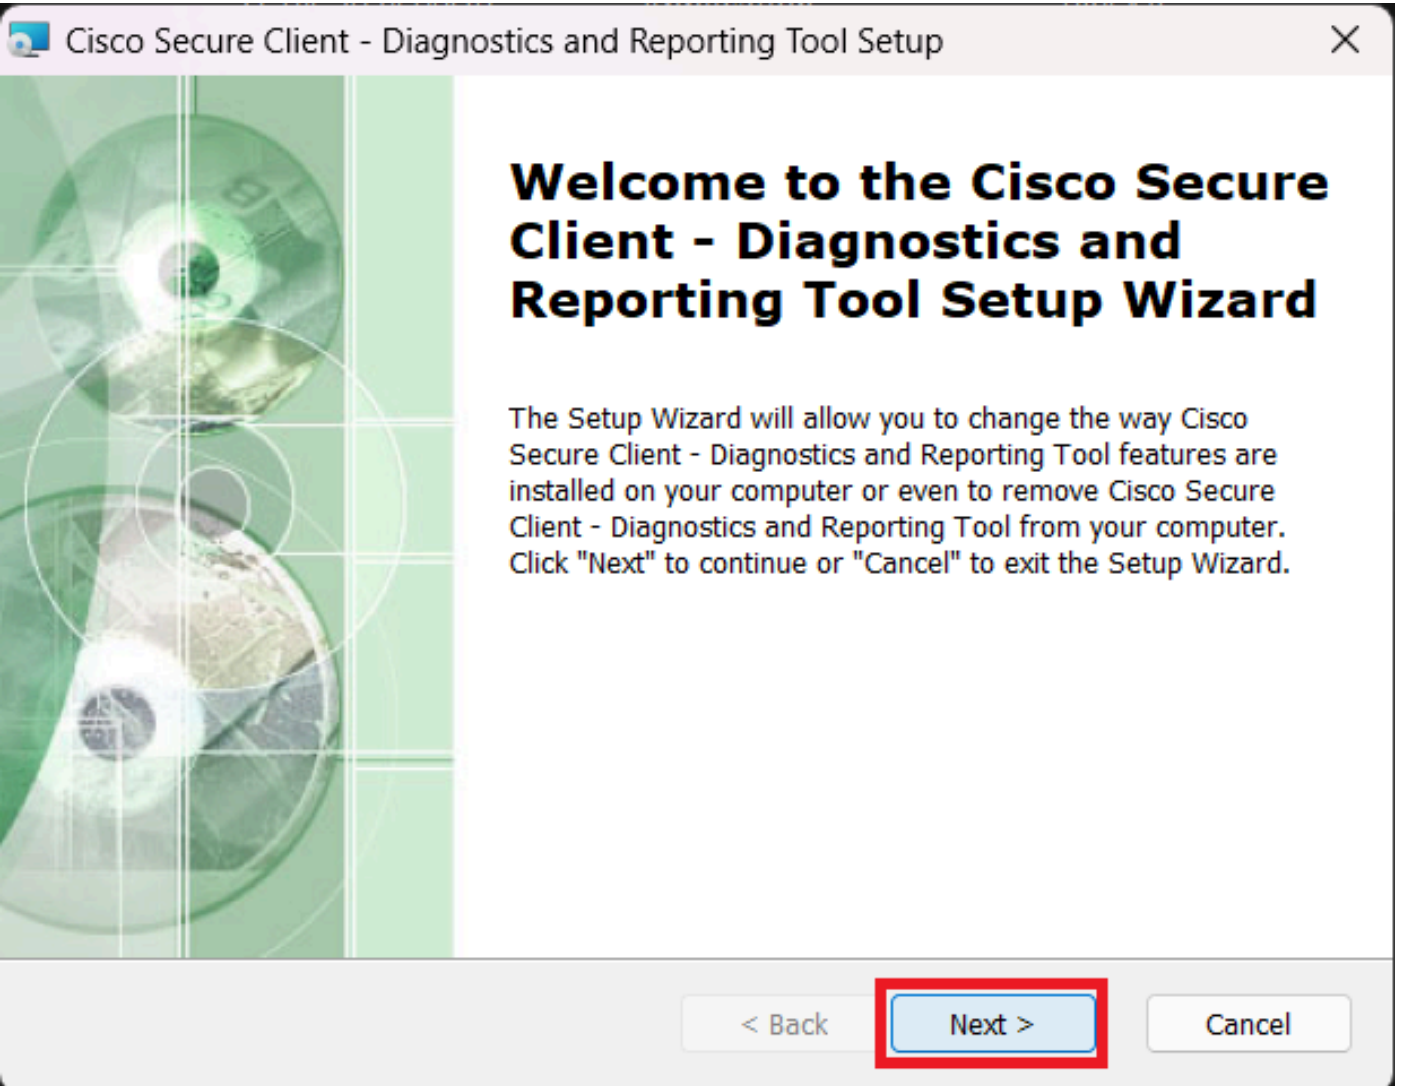 Cisco Secure Client - Diagnostics and Reporting Tool Setup
Welcome to the Cisco Secure
Client - Diagnostics and
Reporting Tool Setup Wizard
The Setup Wizard will allow you to change the way Cisco
Secure Client - Diagnostics and Reporting Tool features are
installed on your computer or even to remove Cisco Secure
Client - Diagnostics and Reporting Tool from your computer.
Click "Next" to continue or "Cancel" to exit the Setup Wizard.
< Back
Next >
Cancel